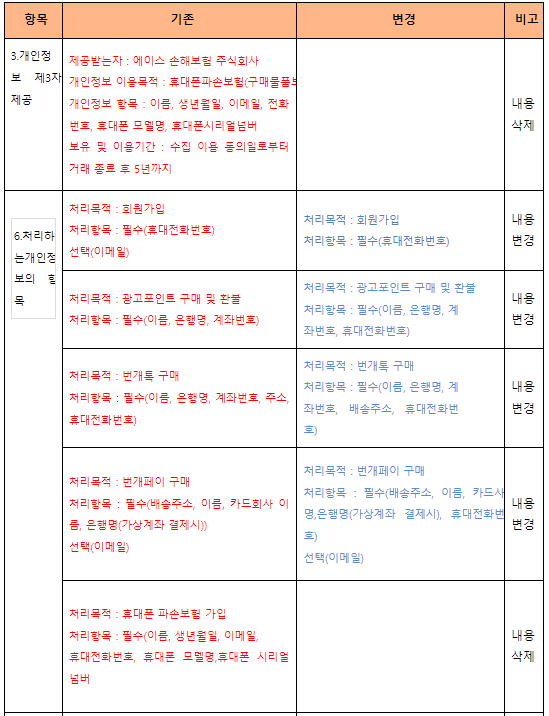 항목 기존 변경 비고
3.개인정
보 제3자
제공
제공받는자 : 에이스 손해보험 주식회사
개인정보 이용목적 : 휴대폰파손보험(구매물품보
개인정보 항목 : 이름, 생년월일, 이메일, 전화
번호, 휴대폰 모델명, 휴대폰시리얼넘버
보유 및 이용기간 : 수집 이용 동의일로부터
거래 종료 후 5년까지
내용
삭제
6.처리하
는개인정
보의 항
목
처리목적 : 회원가입
처리항목 : 필수(휴대전화번호)
선택(이메일)
처리목적 : 회원가입
처리항목 : 필수(휴대전화번호)
내용
변경
처리목적 : 광고포인트 구매 및 환불
처리항목 : 필수(이름, 은행명, 계좌번호)
처리목적 : 광고포인트 구매 및 환불
처리항목 : 필수(이름, 은행명, 계
좌번호, 휴대전화번호)
내용
변경
처리목적 : 번개톡 구매
처리항목 : 필수(이름, 은행명, 계좌번호, 주소,
휴대전화번호)
처리목적 : 번개톡 구매
처리항목 : 필수(이름, 은행명, 계
좌번호, 배송주소, 휴대전화번
호)
내용
변경
처리목적 : 번개페이 구매
처리항목 : 필수(배송주소, 이름, 카드회사 이
름, 은행명(가상계좌 결제시))
선택(이메일)
처리목적 : 번개페이 구매
처리항목 : 필수(배송주소, 이름, 카드사
명,은행명(가상계좌 결제시), 휴대전화번
호)
선택(이메일)
내용
변경
처리목적 : 휴대폰 파손보험 가입
처리항목 : 필수(이름, 생년월일, 이메일,
휴대전화번호, 휴대폰 모델명,휴대폰 시리얼
넘버
내용
삭제